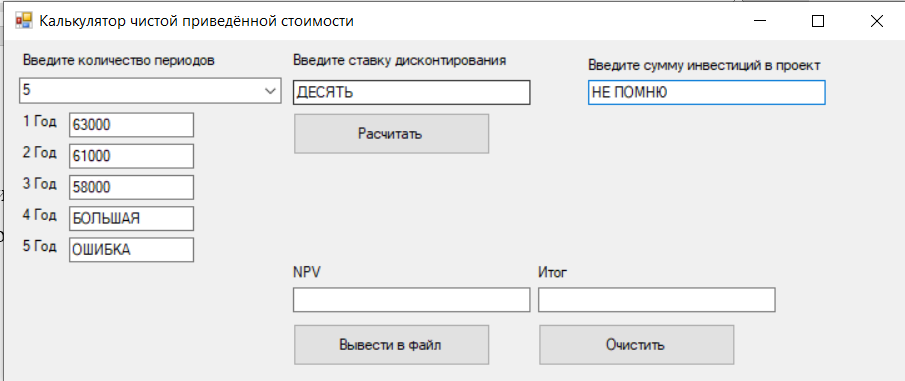 Калькулятор чистой приведённой стоимости
Введите количество периодов
5
Введите ставку дисконтирования
ДЕСЯТЬ
Введите сумму инвестиций в проект
НЕ ПОМНЮ
Расчитать
1 Год 63000
2 Год 61000
3 Год 58000
4 Год БОЛЬШАЯ
5 Год ОШИБКА
NPV
Итог
Вывести в файл
Очистить